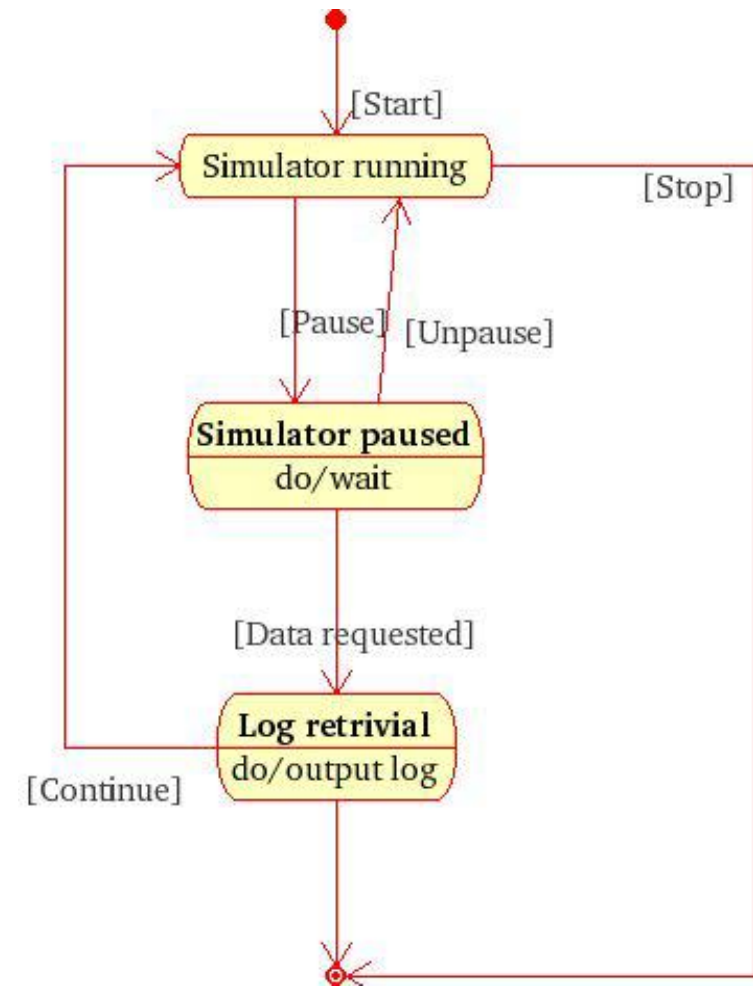 [Start]
Simulator running
[Stop]
[Pause]
[Unpause]
Simulator paused
do/wait
[Data requested]
Log retrivial
do/output log
[Continue]